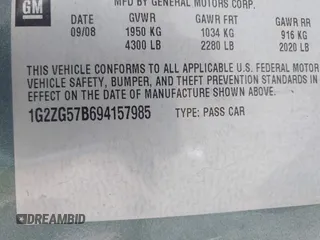 GM
MFD BY GENERAL MOTORS CORP.
DATE GVWR GAWR FRT GAWR RR
09/08 1950 KG 1034 KG 916 KG
4300 LB 2280 LB 2020 LB
THIS VEHICLE CONFORMS TO ALL APPLICABLE U.S. FEDERAL MOTOR
VEHICLE SAFETY, BUMPER, AND THEFT PREVENTION STANDARDS IN
EFFECT ON THE DATE OF MANUFACTURE SHOWN ABOVE.
1G2ZG57B694157985 TYPE: PASS CAR
DREAMBID